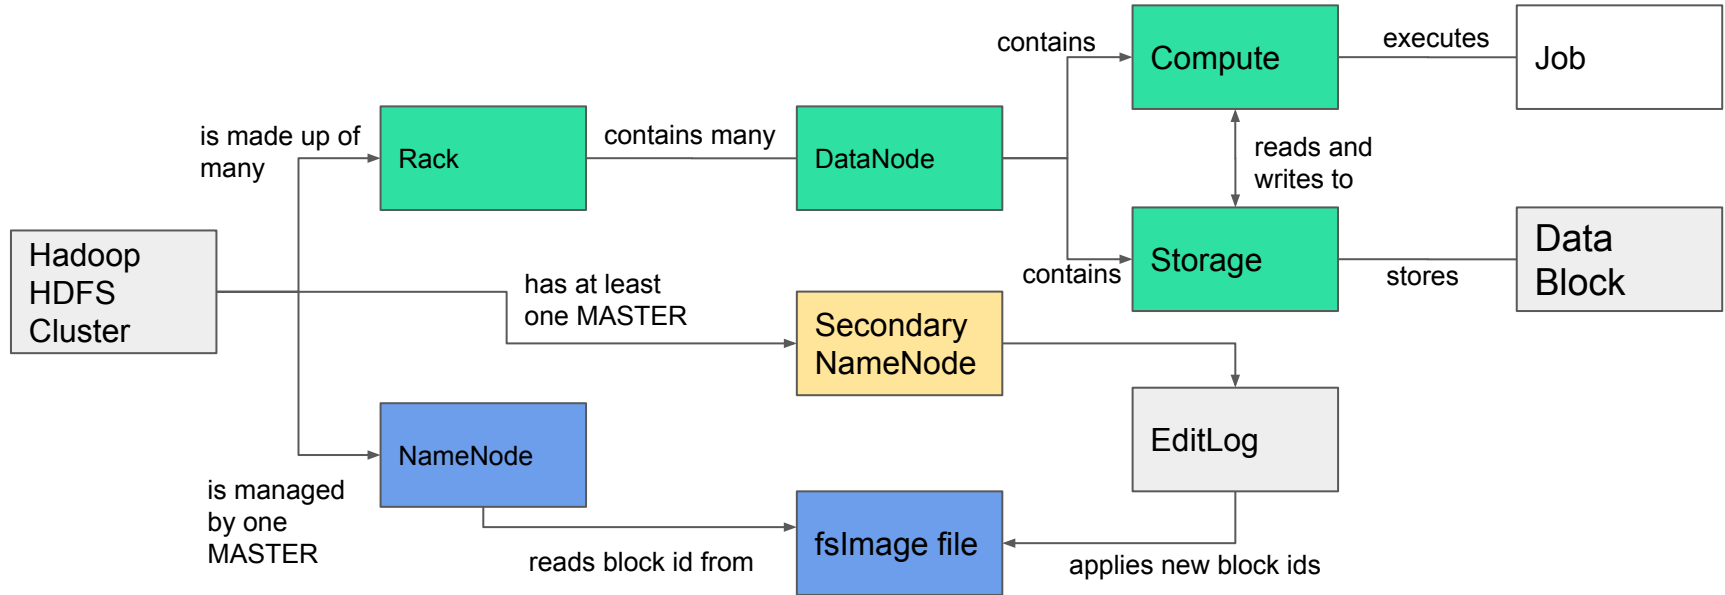 contains
Compute
executes
Job
is made up of
many
Rack
contains many
DataNode
reads and
writes to
Hadoop
HDFS
Cluster
has at least
one MASTER
contains
Storage
stores
Data
Block
Secondary
NameNode
NameNode
EditLog
is managed
by one
MASTER
reads block id from
fsImage file
applies new block ids